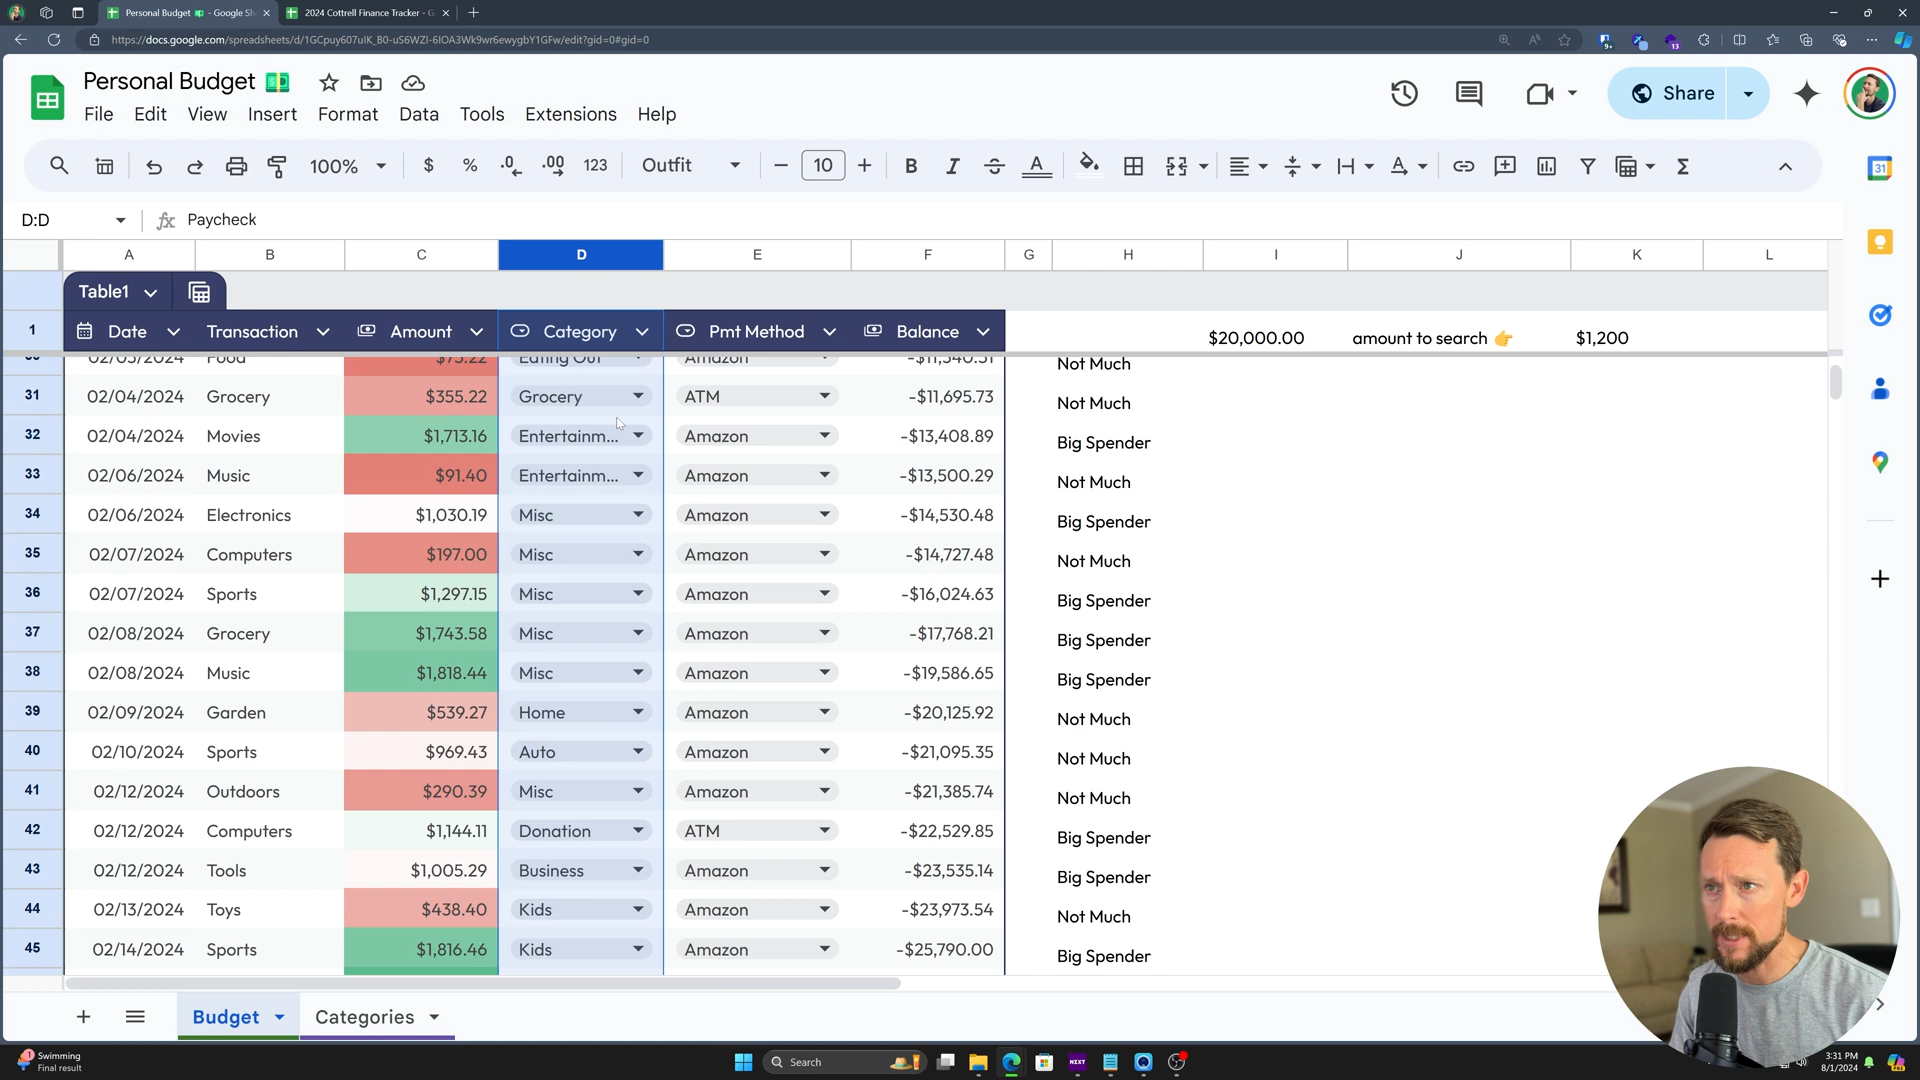 Personal Budget - Google Sh
2024 Cottrell Finance Tracker - G
https://docs.google.com/spreadsheets/d/1GCpuy607uIK_B0-uS6WZI-6IOA3Wk9wr6ewygbY1GFw/edit?gid=0#gid=0
Personal Budget
File Edit View Insert Format Data Tools Extensions Help
Share
100% $ % .0 .00 123 Outfit 10 B I A
D:D fx Paycheck
A B C D E F G H I J K L
Table1
1 Date Transaction Amount Category Pmt Method Balance $20,000.00 amount to search 👉 $1,200
02/03/2024 Food $75.22 Eating Out Amazon -$11,340.51 Not Much
31 02/04/2024 Grocery $355.22 Grocery ATM -$11,695.73 Not Much
32 02/04/2024 Movies $1,713.16 Entertainm... Amazon -$13,408.89 Big Spender
33 02/06/2024 Music $91.40 Entertainm... Amazon -$13,500.29 Not Much
34 02/06/2024 Electronics $1,030.19 Misc Amazon -$14,530.48 Big Spender
35 02/07/2024 Computers $197.00 Misc Amazon -$14,727.48 Not Much
36 02/07/2024 Sports $1,297.15 Misc Amazon -$16,024.63 Big Spender
37 02/08/2024 Grocery $1,743.58 Misc Amazon -$17,768.21 Big Spender
38 02/08/2024 Music $1,818.44 Misc Amazon -$19,586.65 Big Spender
39 02/09/2024 Garden $539.27 Home Amazon -$20,125.92 Not Much
40 02/10/2024 Sports $969.43 Auto Amazon -$21,095.35 Not Much
41 02/12/2024 Outdoors $290.39 Misc Amazon -$21,385.74 Not Much
42 02/12/2024 Computers $1,144.11 Donation ATM -$22,529.85 Big Spender
43 02/12/2024 Tools $1,005.29 Business Amazon -$23,535.14 Big Spender
44 02/13/2024 Toys $438.40 Kids Amazon -$23,973.54 Not Much
45 02/14/2024 Sports $1,816.46 Kids Amazon -$25,790.00 Big Spender
Budget Categories
Swimming
Final result
Search
NZXT
3:31 PM
8/1/2024